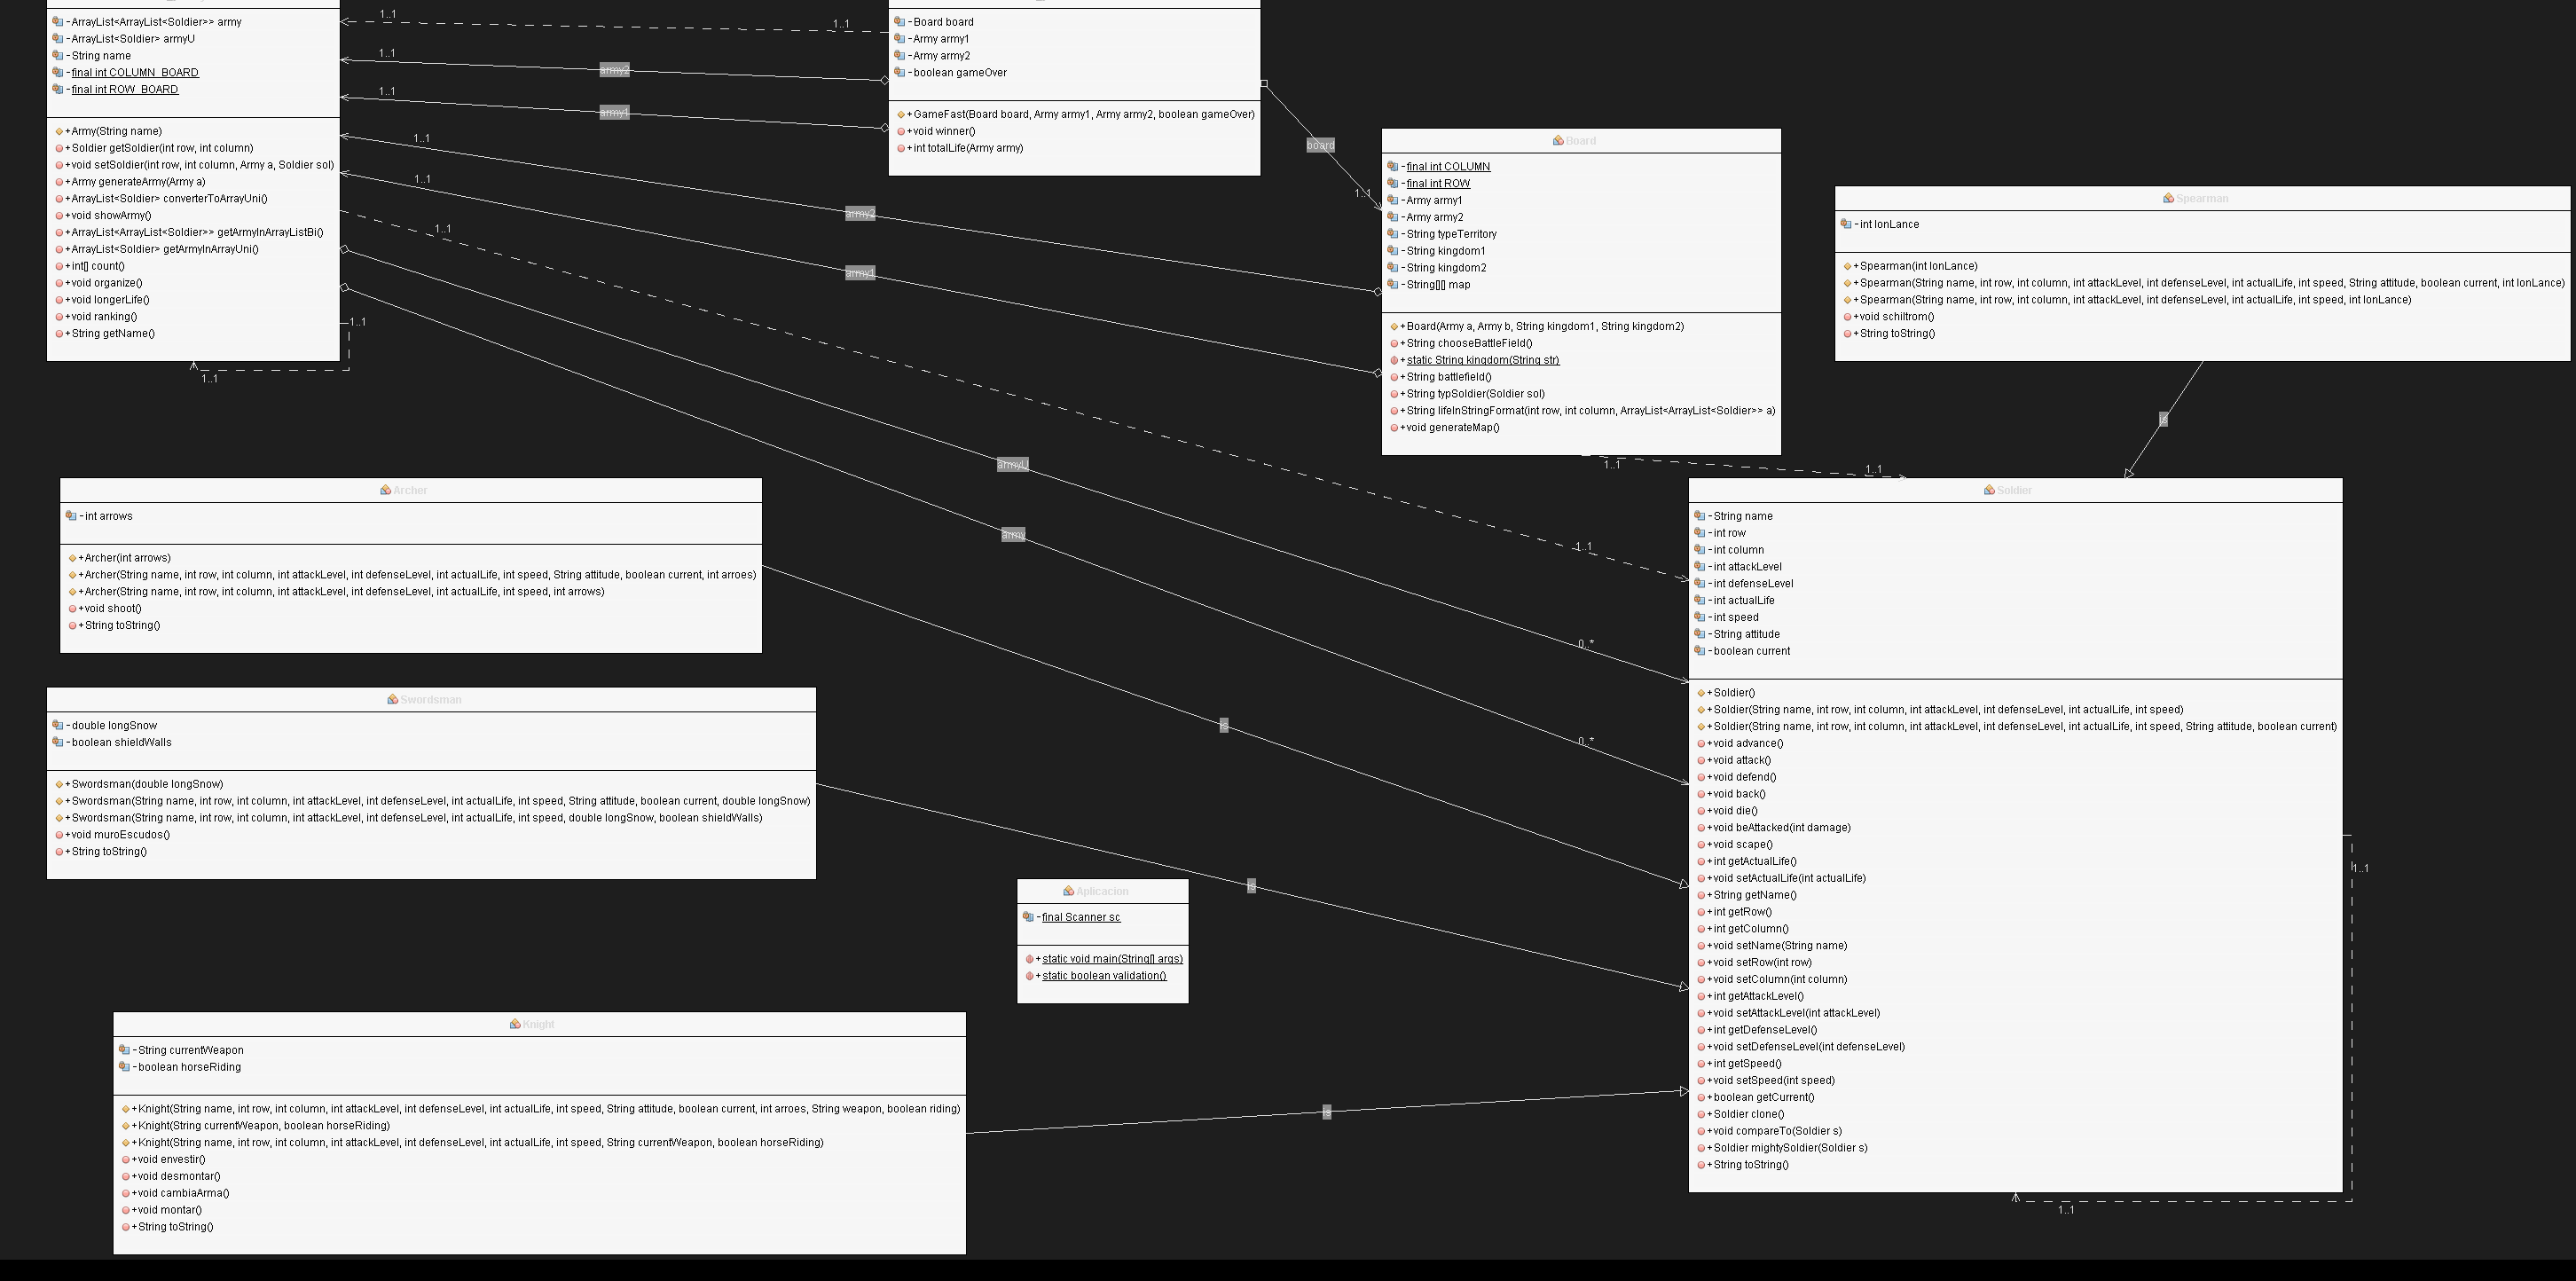 - ArrayList<ArrayList<Soldier>> army
- ArrayList<Soldier> armyU
- String name
- final int COLUMN_BOARD
- final int ROW_BOARD
+ Army(String name)
+ Soldier getSoldier(int row, int column)
+ void setSoldier(int row, int column, Army a, Soldier sol)
+ Army generateArmy(Army a)
+ ArrayList<Soldier> converterToArrayUni()
+ void showArmy()
+ ArrayList<ArrayList<Soldier>> getArmyInArrayListBi()
+ ArrayList<Soldier> getArmyInArrayUni()
+ int[] count()
+ void organize()
+ void longerLife()
+ void ranking()
+ String getName()
1..1
1..1
1..1
army2
1..1
army1
1..1
army2
1..1
army1
1..1
1..1
1..1
- Board board
- Army army1
- Army army2
- boolean gameOver
+ GameFast(Board board, Army army1, Army army2, boolean gameOver)
+ void winner()
+ int totalLife(Army army)
board
1..1
Board
- final int COLUMN
- final int ROW
- Army army1
- Army army2
- String typeTerritory
- String kingdom1
- String kingdom2
- String[][] map
+ Board(Army a, Army b, String kingdom1, String kingdom2)
+ String chooseBattleField()
+ static String kingdom(String str)
+ String battlefield()
+ String typSoldier(Soldier sol)
+ String lifeInStringFormat(int row, int column, ArrayList<ArrayList<Soldier>> a)
+ void generateMap()
1..1
1..1
Spearman
- int lonLance
+ Spearman(int lonLance)
+ Spearman(String name, int row, int column, int attackLevel, int defenseLevel, int actualLife, int speed, String attitude, boolean current, int lonLance)
+ Spearman(String name, int row, int column, int attackLevel, int defenseLevel, int actualLife, int speed, int lonLance)
+ void schiltrom()
+ String toString()
is
armyU
army
1..1
0..*
0..*
Archer
- int arrows
+ Archer(int arrows)
+ Archer(String name, int row, int column, int attackLevel, int defenseLevel, int actualLife, int speed, String attitude, boolean current, int arroes)
+ Archer(String name, int row, int column, int attackLevel, int defenseLevel, int actualLife, int speed, int arrows)
+ void shoot()
+ String toString()
is
Swordsman
- double longSnow
- boolean shieldWalls
+ Swordsman(double longSnow)
+ Swordsman(String name, int row, int column, int attackLevel, int defenseLevel, int actualLife, int speed, String attitude, boolean current, double longSnow)
+ Swordsman(String name, int row, int column, int attackLevel, int defenseLevel, int actualLife, int speed, double longSnow, boolean shieldWalls)
+ void muroEscudos()
+ String toString()
is
Aplicacion
- final Scanner sc
+ static void main(String[] args)
+ static boolean validation()
Knight
- String currentWeapon
- boolean horseRiding
+ Knight(String name, int row, int column, int attackLevel, int defenseLevel, int actualLife, int speed, String attitude, boolean current, int arroes, String weapon, boolean riding)
+ Knight(String currentWeapon, boolean horseRiding)
+ Knight(String name, int row, int column, int attackLevel, int defenseLevel, int actualLife, int speed, String currentWeapon, boolean horseRiding)
+ void envestir()
+ void desmontar()
+ void cambiaArma()
+ void montar()
+ String toString()
is
Soldier
- String name
- int row
- int column
- int attackLevel
- int defenseLevel
- int actualLife
- int speed
- String attitude
- boolean current
+ Soldier()
+ Soldier(String name, int row, int column, int attackLevel, int defenseLevel, int actualLife, int speed)
+ Soldier(String name, int row, int column, int attackLevel, int defenseLevel, int actualLife, int speed, String attitude, boolean current)
+ void advance()
+ void attack()
+ void defend()
+ void back()
+ void die()
+ void beAttacked(int damage)
+ void scape()
+ int getActualLife()
+ void setActualLife(int actualLife)
+ String getName()
+ int getRow()
+ int getColumn()
+ void setName(String name)
+ void setRow(int row)
+ void setColumn(int column)
+ int getAttackLevel()
+ void setAttackLevel(int attackLevel)
+ int getDefenseLevel()
+ void setDefenseLevel(int defenseLevel)
+ int getSpeed()
+ void setSpeed(int speed)
+ boolean getCurrent()
+ Soldier clone()
+ void compareTo(Soldier s)
+ Soldier mightySoldier(Soldier s)
+ String toString()
1..1
1..1